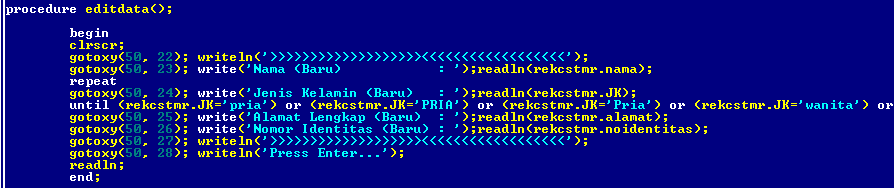 procedure editdata();
begin
clrscr;
gotoxy(50, 22); writeln('>>>>>>>>>>>>>>>>>>><<<<<<<<<<<<<<<<<<');
gotoxy(50, 23); write('Nama (Baru)            : ');readln(rekcstmr.nama);
repeat
gotoxy(50, 24); write('Jenis Kelamin (Baru)   : ');readln(rekcstmr.JK);
until (rekcstmr.JK='pria') or (rekcstmr.JK='PRIA') or (rekcstmr.JK='Pria') or (rekcstmr.JK='wanita') or
gotoxy(50, 25); write('Alamat Lengkap (Baru)  : ');readln(rekcstmr.alamat);
gotoxy(50, 26); write('Nomor Identitas (Baru) : ');readln(rekcstmr.noidentitas);
gotoxy(50, 27); writeln('>>>>>>>>>>>>>>>>>>><<<<<<<<<<<<<<<<<<');
gotoxy(50, 28); writeln('Press Enter...');
readln;
end;